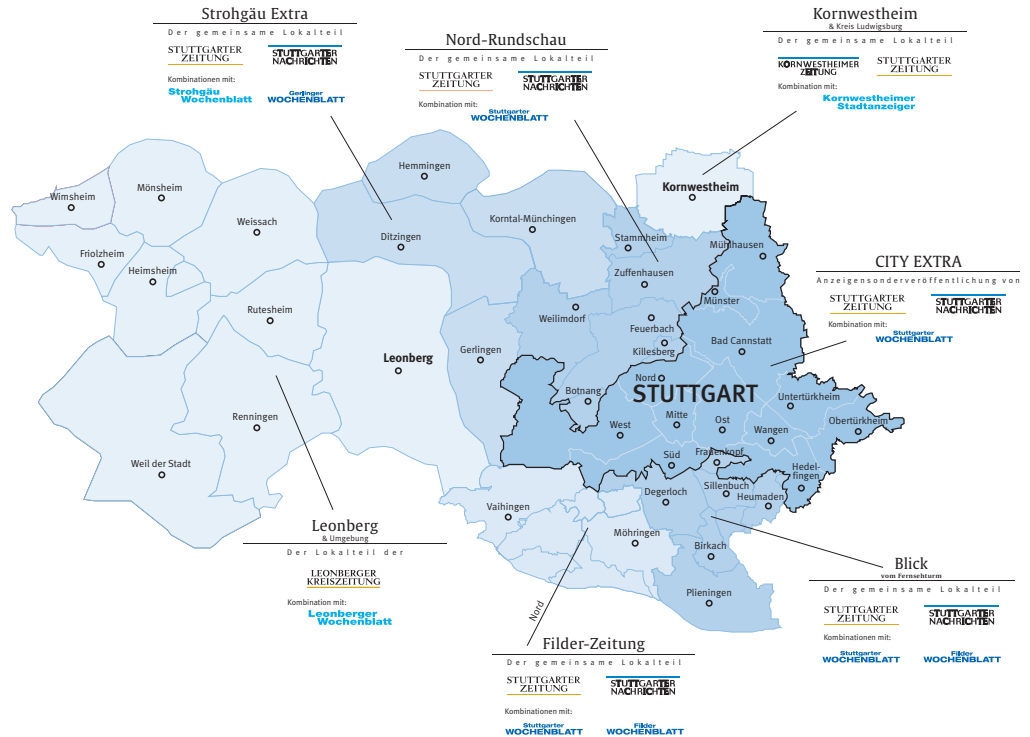 Strohgäu Extra
Der gemeinsame Lokalteil
STUTTGARTER
ZEITUNG
STUTTGARTER
NACHRICHTEN
Kombinationen mit:
Strohgäu
Wochenblatt
Gerlinger
WOCHENBLATT
Nord-Rundschau
Der gemeinsame Lokalteil
STUTTGARTER
ZEITUNG
STUTTGARTER
NACHRICHTEN
Kombination mit:
Stuttgarter
WOCHENBLATT
Kornwestheim
& Kreis Ludwigsburg
Der gemeinsame Lokalteil
KORNWESTHEIMER
ZEITUNG
STUTTGARTER
ZEITUNG
Kombination mit:
Kornwestheimer
Stadtanzeiger
CITY EXTRA
Anzeigensonderveröffentlichung von
STUTTGARTER
ZEITUNG
STUTTGARTER
NACHRICHTEN
Kombination mit:
Stuttgarter
WOCHENBLATT
Wimsheim
Mönsheim
Weissach
Hemmingen
Ditzingen
Korntal-Münchingen
Kornwestheim
Stammheim
Mühlhausen
Zuffenhausen
Friolzheim
Heimsheim
Rutesheim
Leonberg
Gerlingen
Weilimdorf
Feuerbach
Killesberg
Münster
Bad Cannstatt
Nord
Botnang
STUTTGART
Untertürkheim
Obertürkheim
Renningen
Weil der Stadt
West
Mitte
Ost
Wangen
Süd
Frauenkopf
Hedel-
fingen
Sillenbuch
Heumaden
Degerloch
Vaihingen
Möhringen
Birkach
Plieningen
Nord
Leonberg
& Umgebung
Der Lokalteil der
LEONBERGER
KREISZEITUNG
Kombination mit:
Leonberger
Wochenblatt
Filder-Zeitung
Der gemeinsame Lokalteil
STUTTGARTER
ZEITUNG
STUTTGARTER
NACHRICHTEN
Kombinationen mit:
Stuttgarter
WOCHENBLATT
Filder
WOCHENBLATT
Blick
vom Fernsehturm
Der gemeinsame Lokalteil
STUTTGARTER
ZEITUNG
STUTTGARTER
NACHRICHTEN
Kombinationen mit:
Stuttgarter
WOCHENBLATT
Filder
WOCHENBLATT